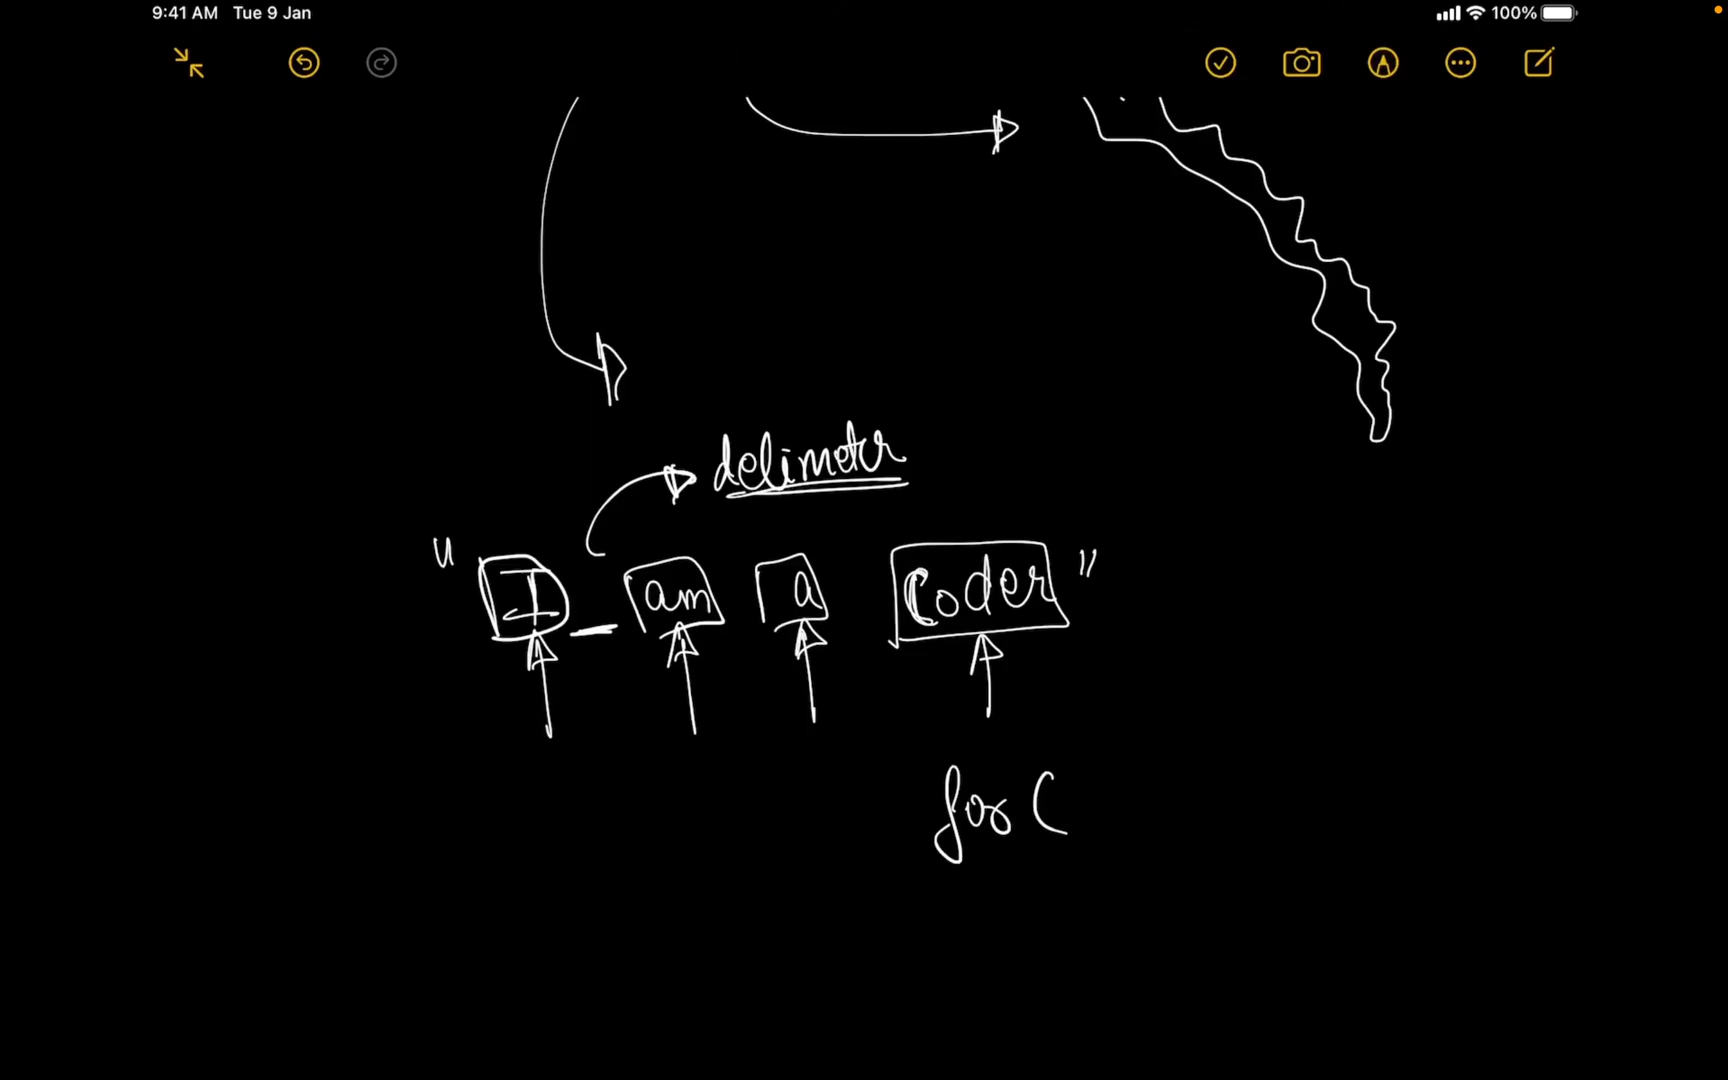 9:41 AM Tue 9 Jan 100%
delimeter
"I _ am a Coder"
for (